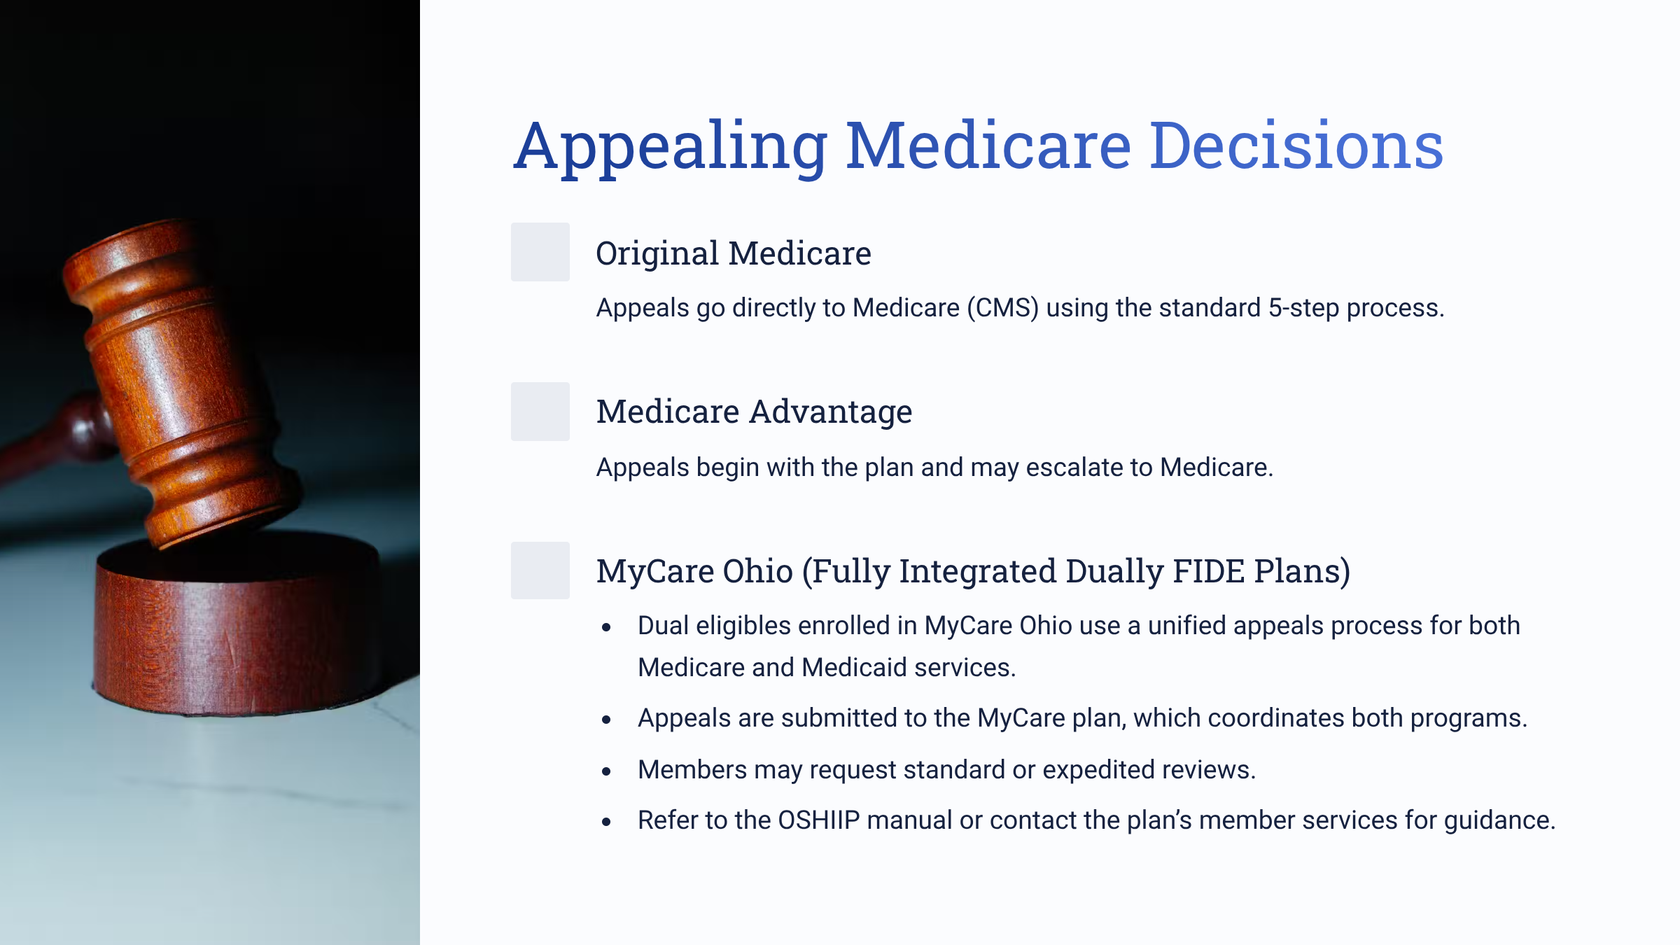 Appealing Medicare Decisions
Original Medicare
Appeals go directly to Medicare (CMS) using the standard 5-step process.
Medicare Advantage
Appeals begin with the plan and may escalate to Medicare.
MyCare Ohio (Fully Integrated Dually FIDE Plans)
• Dual eligibles enrolled in MyCare Ohio use a unified appeals process for both
Medicare and Medicaid services.
• Appeals are submitted to the MyCare plan, which coordinates both programs.
• Members may request standard or expedited reviews.
• Refer to the OSHIIP manual or contact the plan’s member services for guidance.